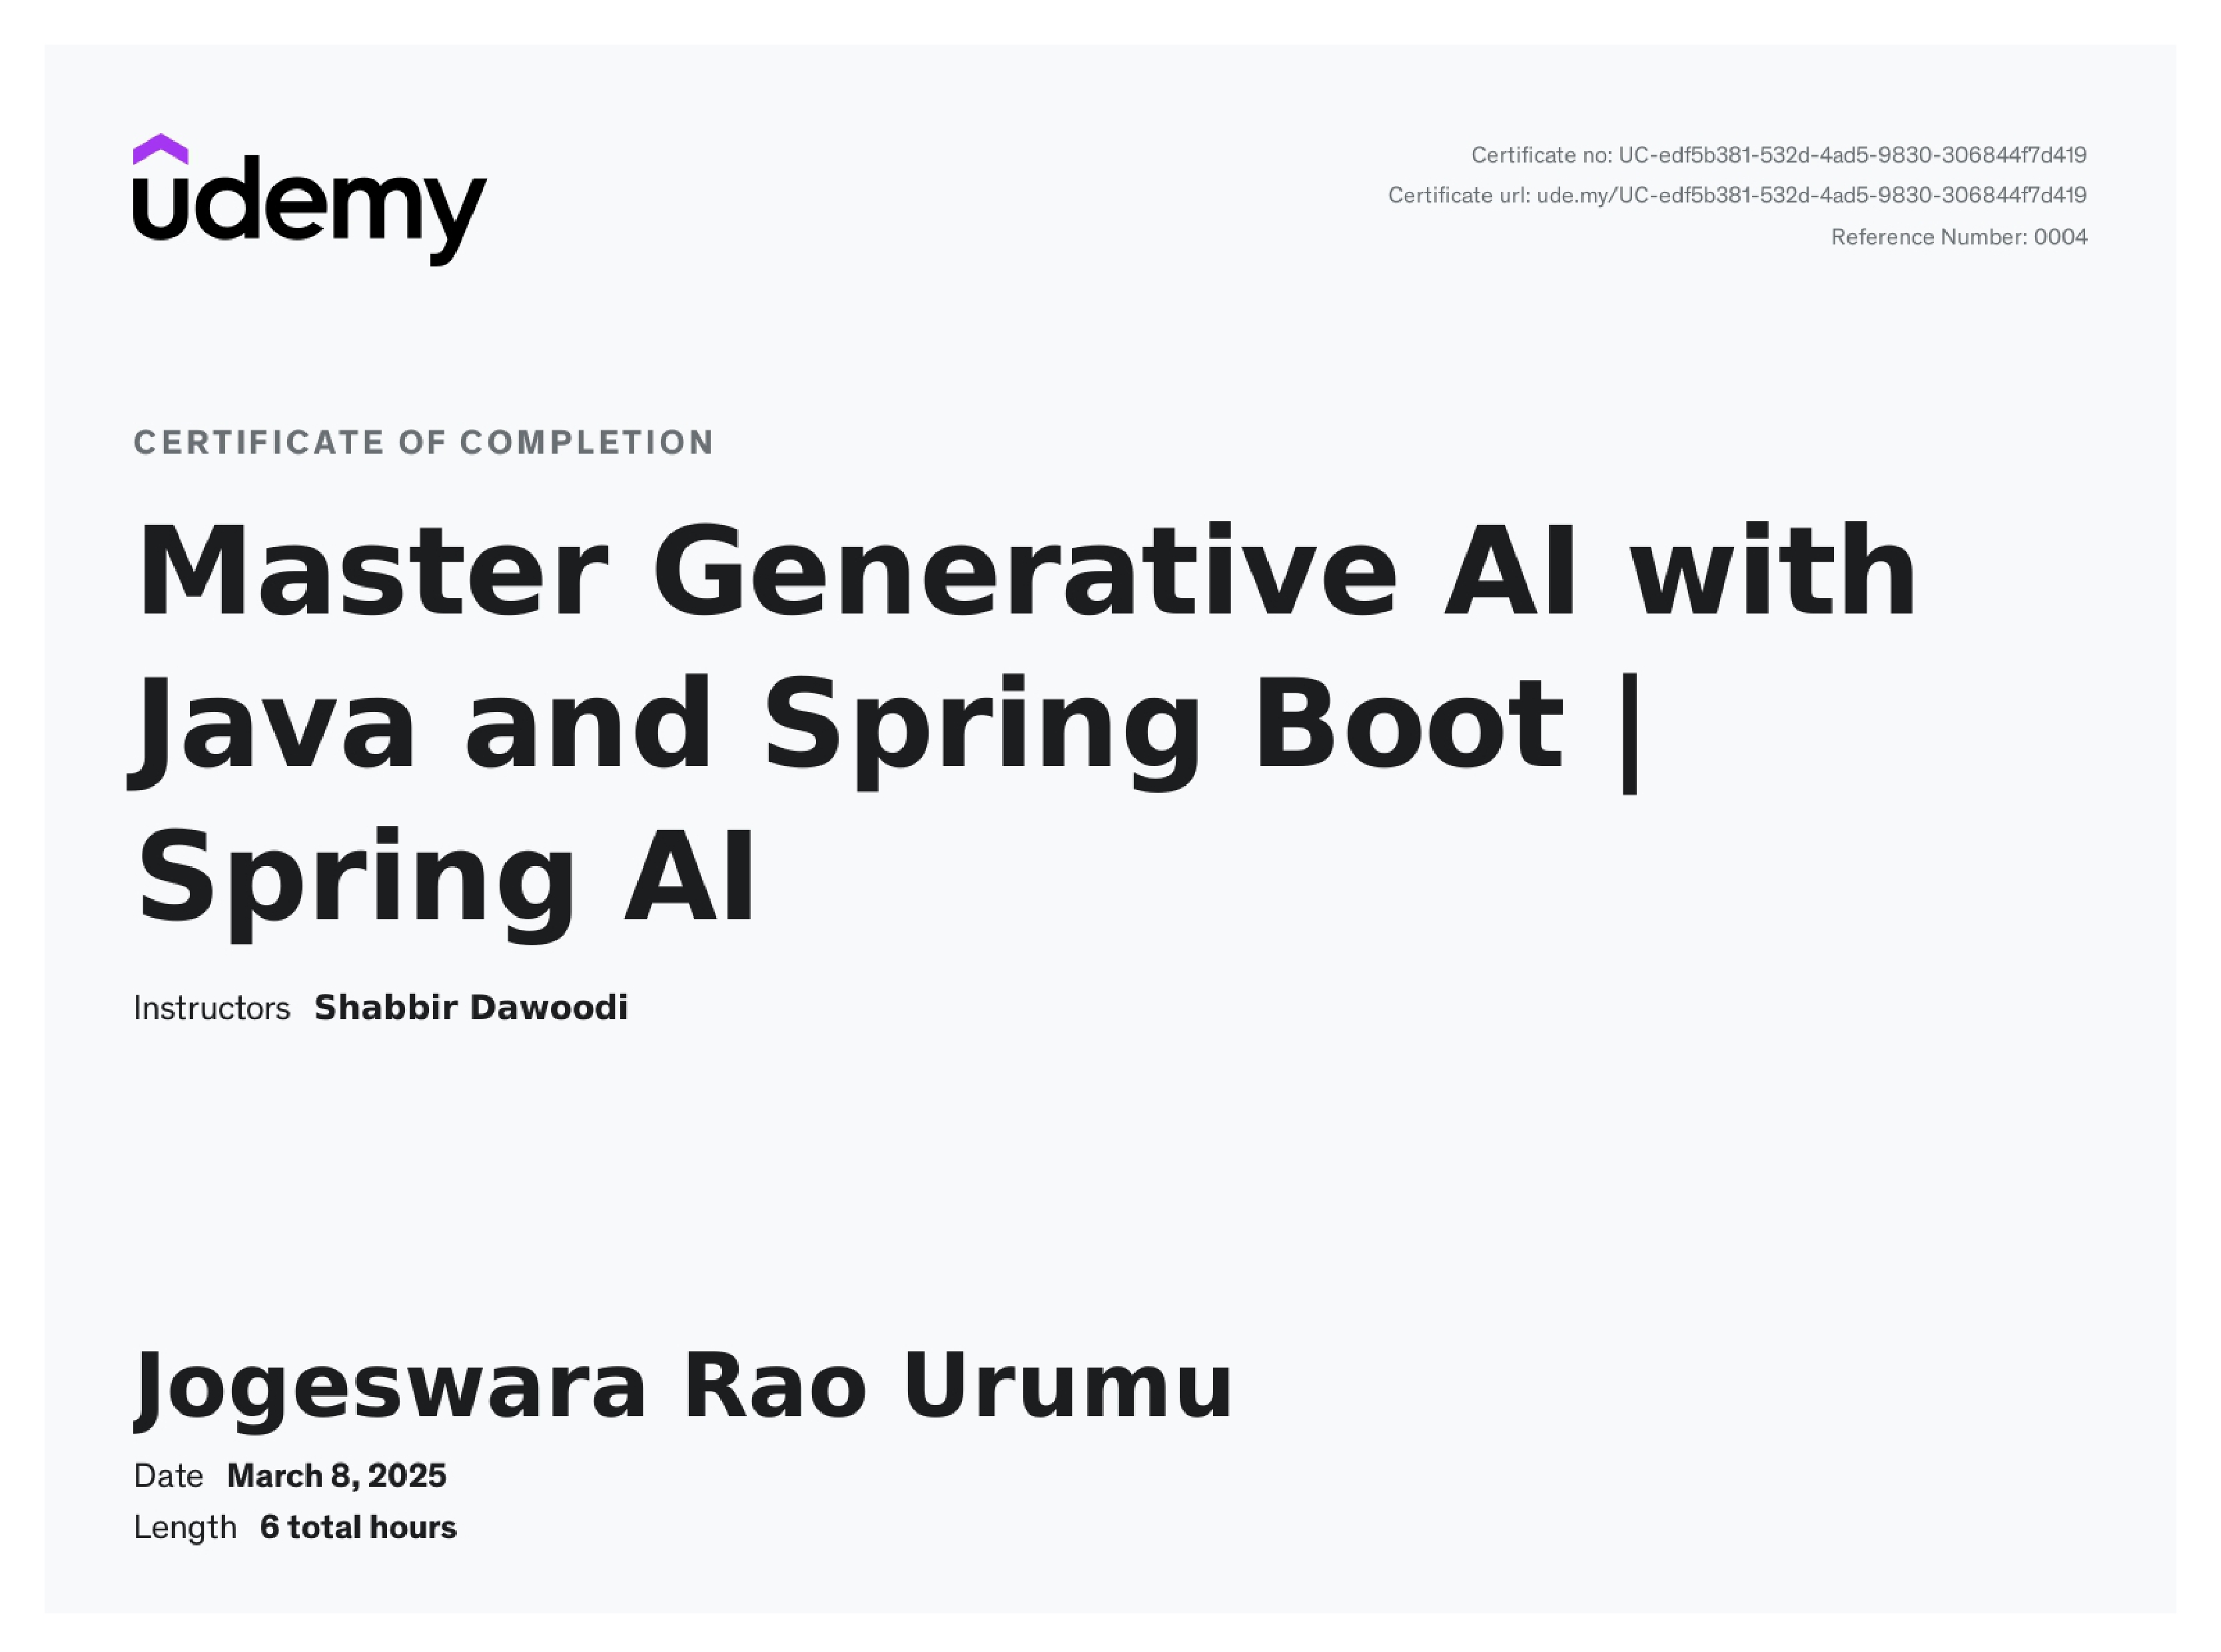 udemy
Certificate no: UC-edf5b381-532d-4ad5-9830-306844f7d419
Certificate url: ude.my/UC-edf5b381-532d-4ad5-9830-306844f7d419
Reference Number: 0004
CERTIFICATE OF COMPLETION
Master Generative AI with
Java and Spring Boot |
Spring AI
Instructors Shabbir Dawoodi
Jogeswara Rao Urumu
Date March 8, 2025
Length 6 total hours